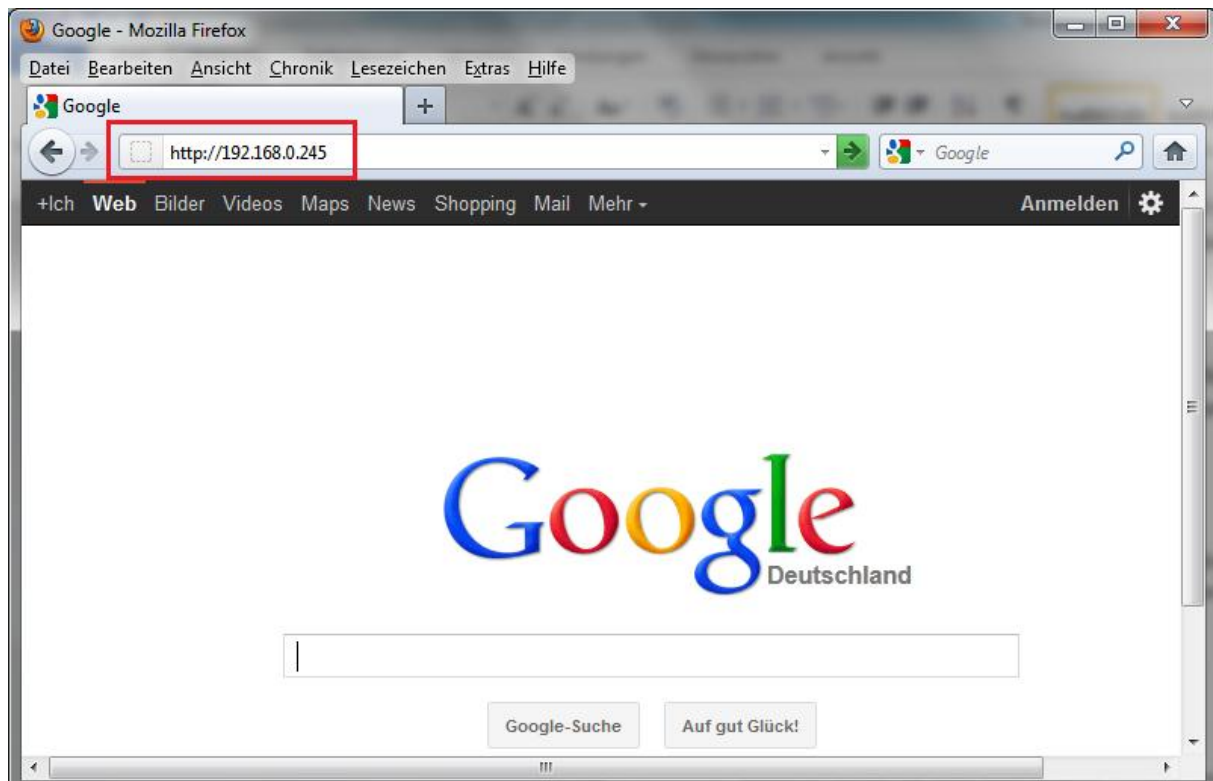 Google - Mozilla Firefox
Datei Bearbeiten Ansicht Chronik Lesezeichen Extras Hilfe
Google
http://192.168.0.245
Google
+Ich Web Bilder Videos Maps News Shopping Mail Mehr
Anmelden
Google
Deutschland
Google-Suche
Auf gut Glück!